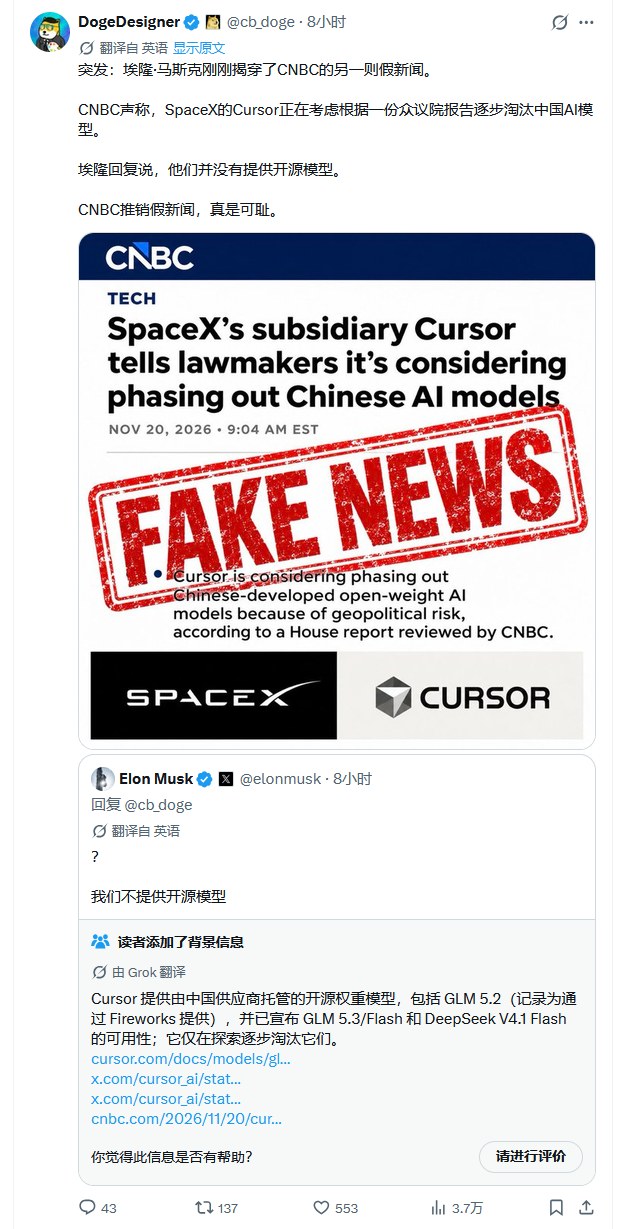 DogeDesigner @cb_doge · 8小时
翻译自 英语 显示原文
突发：埃隆·马斯克刚刚揭穿了CNBC的另一则假新闻。
CNBC声称，SpaceX的Cursor正在考虑根据一份众议院报告逐步淘汰中国AI模
型。
埃隆回复说，他们并没有提供开源模型。
CNBC推销假新闻，真是可耻。
CNBC
TECH
SpaceX's subsidiary Cursor
tells lawmakers it's considering
phasing out Chinese AI models
NOV 20, 2026 • 9:04 AM EST
FAKE NEWS
• Cursor is considering phasing out
Chinese-developed open-weight AI
models because of geopolitical risk,
according to a House report reviewed by CNBC.
SPACEX
CURSOR
Elon Musk @elonmusk · 8小时
回复 @cb_doge
翻译自 英语
?
我们不提供开源模型
读者添加了背景信息
由 Grok 翻译
Cursor 提供由中国供应商托管的开源权重模型，包括 GLM 5.2（记录为通
过 Fireworks 提供），并已宣布 GLM 5.3/Flash 和 DeepSeek V4.1 Flash
的可用性；它仅在探索逐步淘汰它们。
cursor.com/docs/models/gl...
x.com/cursor_ai/stat...
x.com/cursor_ai/stat...
cnbc.com/2026/11/20/cur...
你觉得此信息是否有帮助？
请进行评价
43 137 553 3.7万